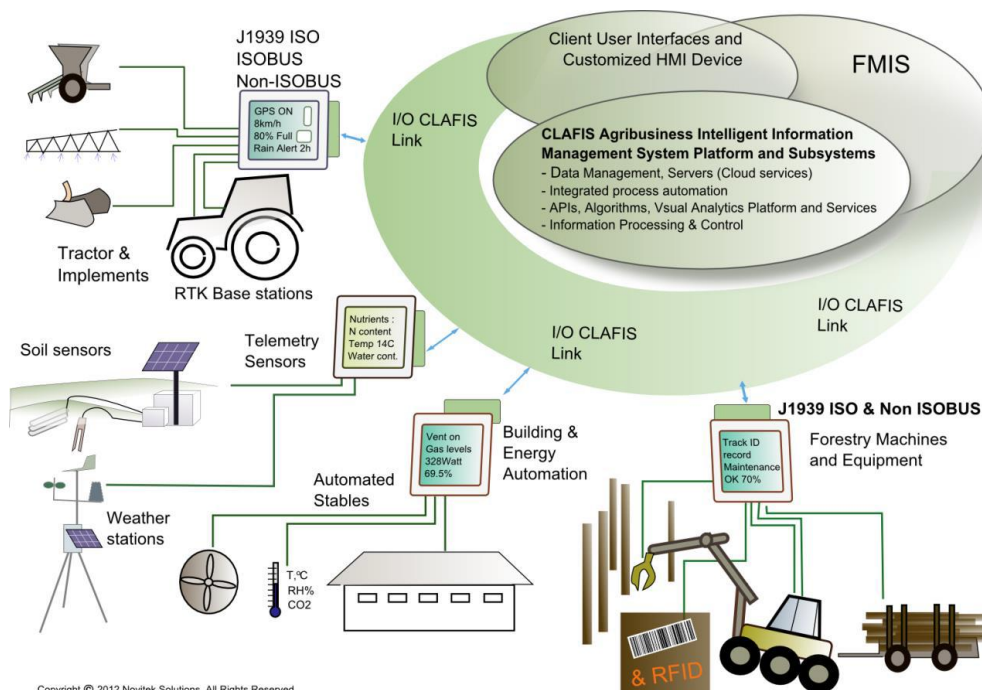 J1939 ISO
ISOBUS
Non-ISOBUS
GPS ON
8km/h
80% Full
Rain Alert 2h
I/O CLAFIS
Link
Client User Interfaces and
Customized HMI Device
FMIS
CLAFIS Agribusiness Intelligent Information
Management System Platform and Subsystems
- Data Management, Servers (Cloud services)
- Integrated process automation
- APIs, Algorithms, Vsual Analytics Platform and Services
- Information Processing & Control
Tractor &
Implements
RTK Base stations
Soil sensors
Telemetry
Sensors
Nutrients :
N content
Temp 14C
Water cont.
I/O CLAFIS
Link
I/O CLAFIS
Link
Weather
stations
Automated
Stables
Vent on
Gas levels
328Watt
69.5%
Building &
Energy
Automation
T,ºC
RH%
CO2
J1939 ISO & Non ISOBUS
Track ID
record
Maintenance
OK 70%
Forestry Machines
and Equipment
& RFID
Copyright © 2012 Novitek Solutions. All Rights Reserved